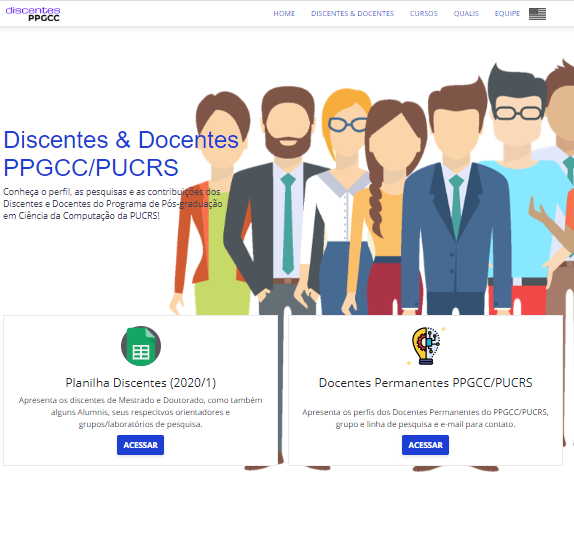 discentes
PPGCC
HOME DISCENTES & DOCENTES CURSOS QUALIS EQUIPE
Discentes & Docentes
PPGCC/PUCRS
Conheça o perfil, as pesquisas e as contribuições dos
Discentes e Docentes do Programa de Pós-graduação
em Ciência da Computação da PUCRS!
Planilha Discentes (2020/1)
Apresenta os discentes de Mestrado e Doutorado, como também
alguns Alumnis, seus respecitvos orientadores e
grupos/laboratórios de pesquisa.
ACESSAR
Docentes Permanentes PPGCC/PUCRS
Apresenta os perfis dos Docentes Permanentes do PPGCC/PUCRS,
grupo e linha de pesquisa e e-mail para contato.
ACESSAR